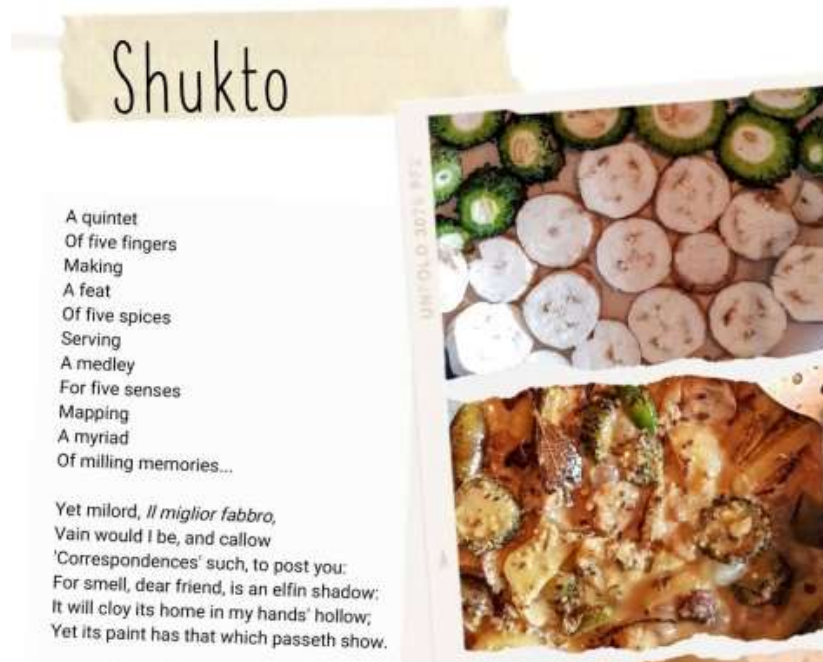 Shukto
A quintet
Of five fingers
Making
A feat
Of five spices
Serving
A medley
For five senses
Mapping
A myriad
Of milling memories...
Yet milord, Il miglior fabbro,
Vain would I be, and callow
'Correspondences' such, to post you:
For smell, dear friend, is an elfin shadow:
It will cloy its home in my hands' hollow;
Yet its paint has that which passeth show.